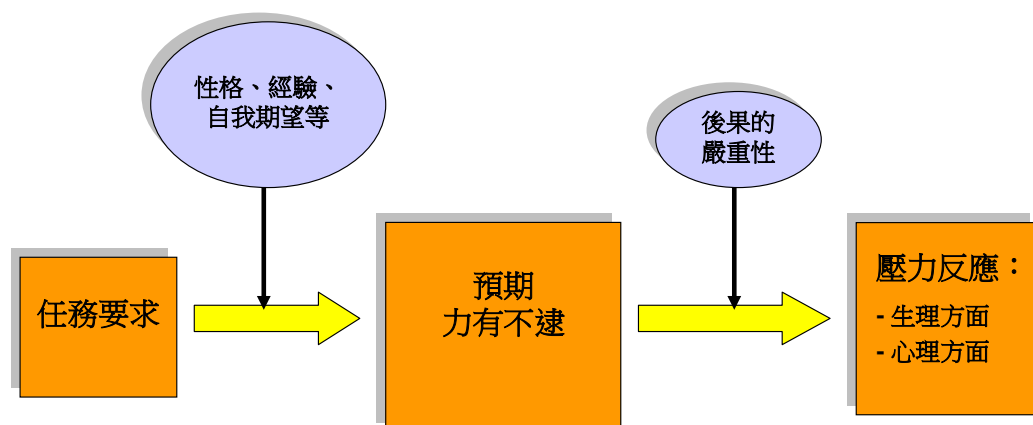 性格、經驗、
自我期望等
後果的
嚴重性
任務要求
預期
力有不逮
壓力反應：
- 生理方面
- 心理方面